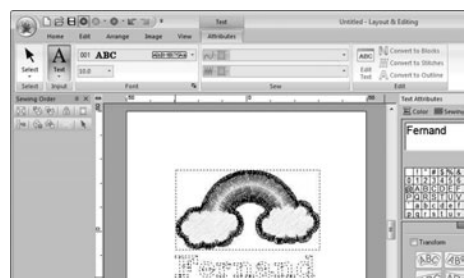 Text
Untitled - Layout & Editing
Home Edit Arrange Image View Attributes
Select Text
001 ABC
10.0
Edit Text
Convert to Blocks
Convert to Stitches
Convert to Outline
Select Input Font Sew Edit
Sewing Order
Text Attributes
Color Sewing
Fernand
Transform
ABC
Fernand